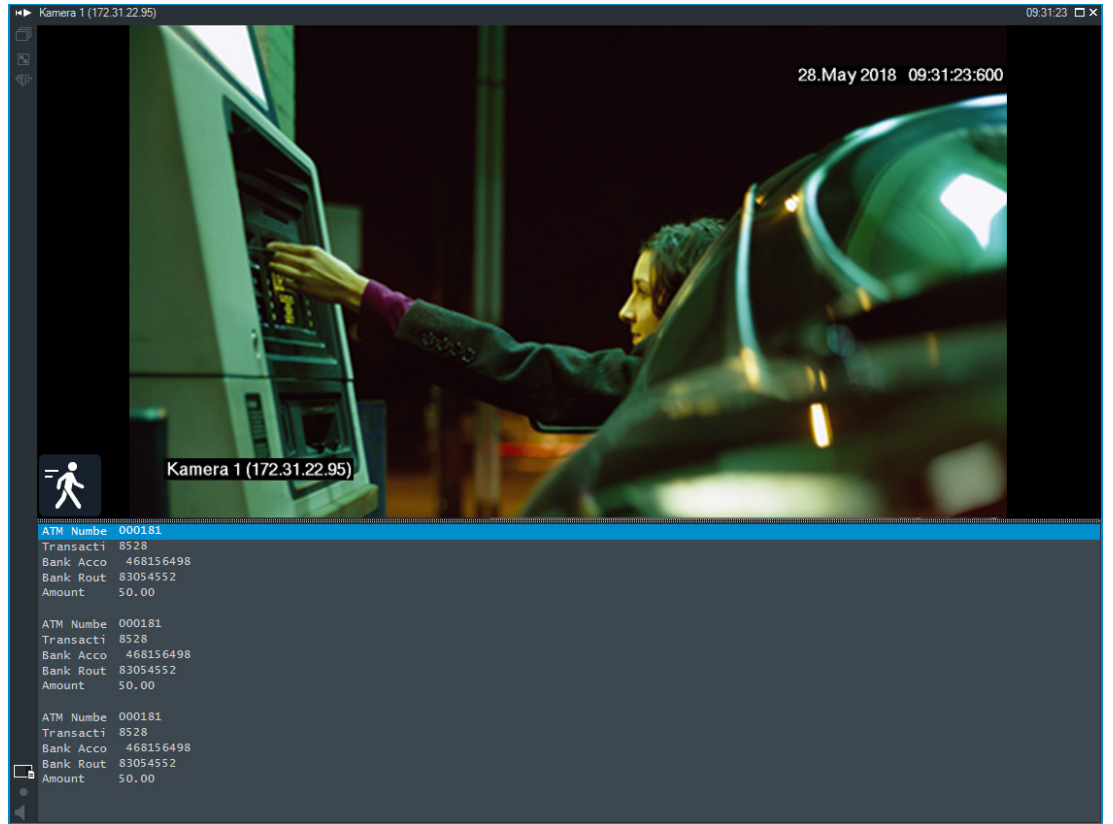 Kamera 1 (172.31.22.95)
09:31:23
28.May 2018 09:31:23:600
Kamera 1 (172.31.22.95)
ATM Numbe 000181
Transacti 8528
Bank Acco 468156498
Bank Rout 83054552
Amount 50.00
ATM Numbe 000181
Transacti 8528
Bank Acco 468156498
Bank Rout 83054552
Amount 50.00
ATM Numbe 000181
Transacti 8528
Bank Acco 468156498
Bank Rout 83054552
Amount 50.00